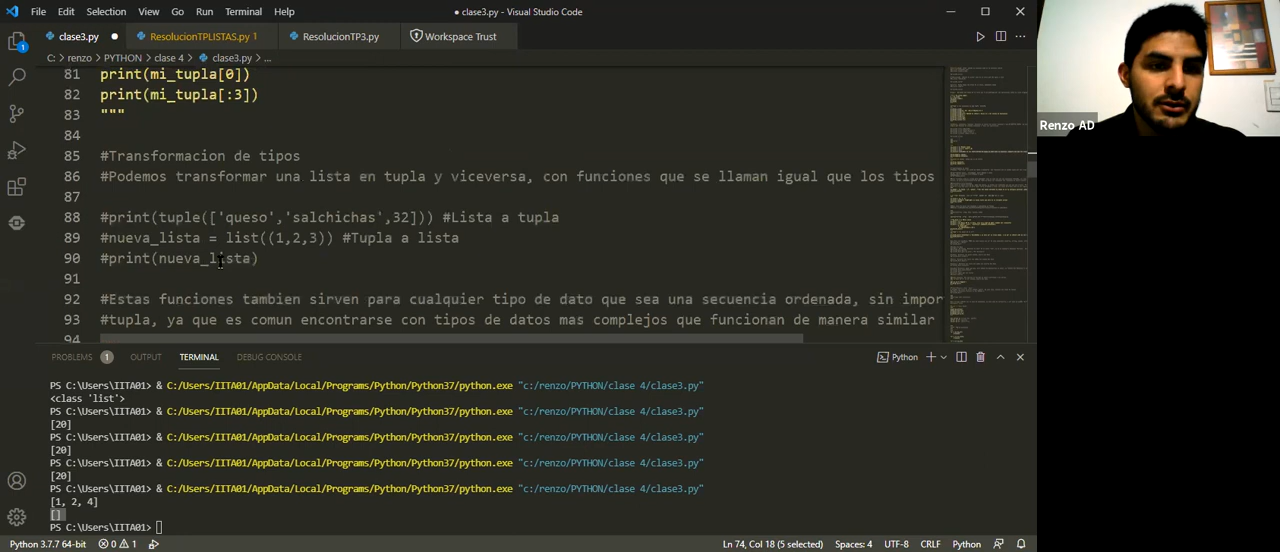 File Edit Selection View Go Run Terminal Help
● clase3.py - Visual Studio Code
clase3.py ● ResolucionTPLISTAS.py 1 ResolucionTP3.py Workspace Trust
C: > renzo > PYTHON > clase 4 > clase3.py > ...
81 print(mi_tupla[0])
82 print(mi_tupla[:3])
83 """
84
85 #Transformacion de tipos
86 #Podemos transformar una lista en tupla y viceversa, con funciones que se llaman igual que los tipos
87
88 #print(tuple(['queso','salchichas',32])) #Lista a tupla
89 #nueva_lista = list((1,2,3)) #Tupla a lista
90 #print(nueva_lista)
91
92 #Estas funciones tambien sirven para cualquier tipo de dato que sea una secuencia ordenada, sin impor
93 #tupla, ya que es comun encontrarse con tipos de datos mas complejos que funcionan de manera similar
94
PROBLEMS 1 OUTPUT TERMINAL DEBUG CONSOLE
Python
PS C:\Users\IITA01> & C:/Users/IITA01/AppData/Local/Programs/Python/Python37/python.exe "c:/renzo/PYTHON/clase 4/clase3.py"
<class 'list'>
PS C:\Users\IITA01> & C:/Users/IITA01/AppData/Local/Programs/Python/Python37/python.exe "c:/renzo/PYTHON/clase 4/clase3.py"
[20]
PS C:\Users\IITA01> & C:/Users/IITA01/AppData/Local/Programs/Python/Python37/python.exe "c:/renzo/PYTHON/clase 4/clase3.py"
[20]
PS C:\Users\IITA01> & C:/Users/IITA01/AppData/Local/Programs/Python/Python37/python.exe "c:/renzo/PYTHON/clase 4/clase3.py"
[20]
PS C:\Users\IITA01> & C:/Users/IITA01/AppData/Local/Programs/Python/Python37/python.exe "c:/renzo/PYTHON/clase 4/clase3.py"
[1, 2, 4]
[]
PS C:\Users\IITA01>
Python 3.7.7 64-bit 0 1
Ln 74, Col 18 (5 selected) Spaces: 4 UTF-8 CRLF Python
Renzo AD